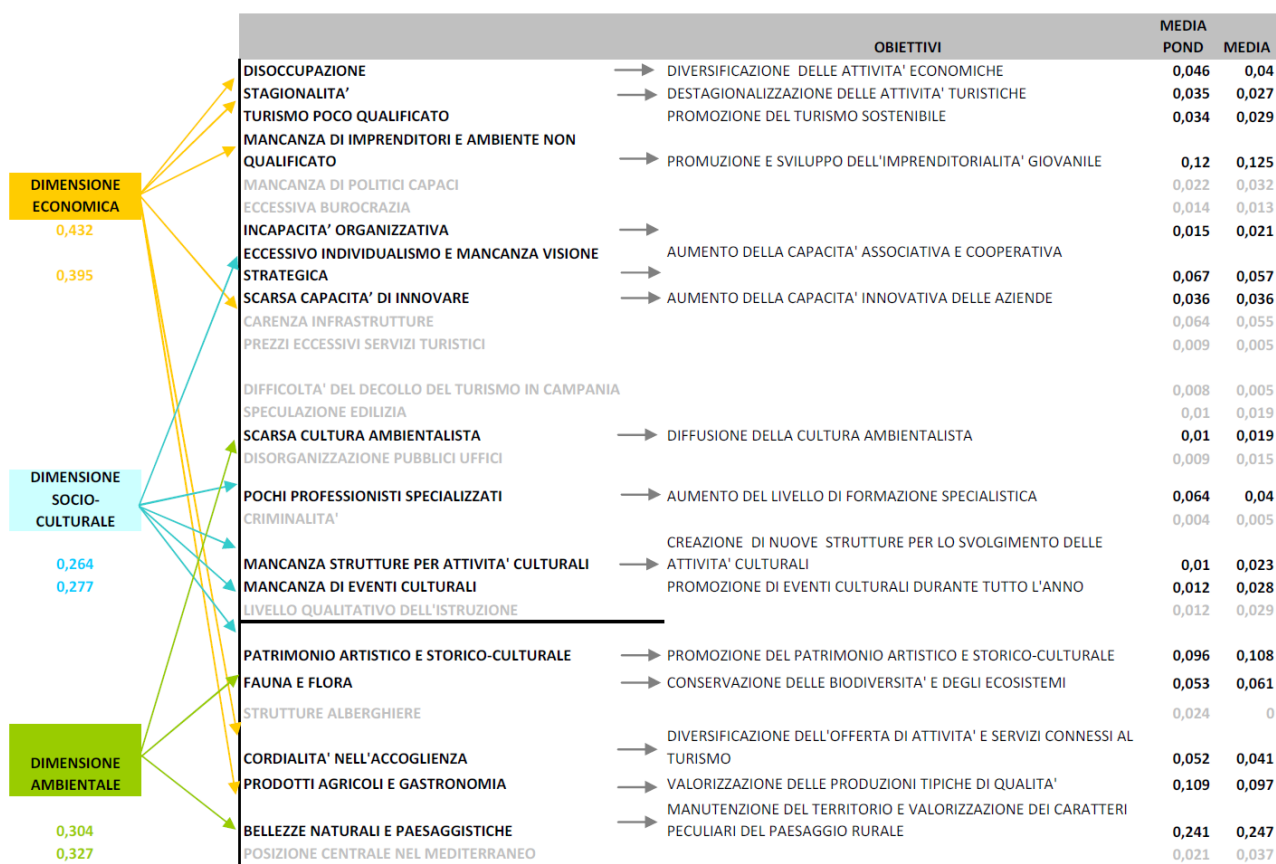 MEDIA
OBIETTIVI POND MEDIA
DISOCCUPAZIONE DIVERSIFICAZIONE DELLE ATTIVITA' ECONOMICHE 0,046 0,04
STAGIONALITA' DESTAGIONALIZZAZIONE DELLE ATTIVITA' TURISTICHE 0,035 0,027
TURISMO POCO QUALIFICATO PROMOZIONE DEL TURISMO SOSTENIBILE 0,034 0,029
MANCANZA DI IMPRENDITORI E AMBIENTE NON
QUALIFICATO PROMUZIONE E SVILUPPO DELL'IMPRENDITORIALITA' GIOVANILE 0,12 0,125
DIMENSIONE MANCANZA DI POLITICI CAPACI 0,022 0,032
ECONOMICA ECCESSIVA BUROCRAZIA 0,014 0,013
0,432 INCAPACITA' ORGANIZZATIVA 0,015 0,021
ECCESSIVO INDIVIDUALISMO E MANCANZA VISIONE AUMENTO DELLA CAPACITA' ASSOCIATIVA E COOPERATIVA
0,395 STRATEGICA 0,067 0,057
SCARSA CAPACITA' DI INNOVARE AUMENTO DELLA CAPACITA' INNOVATIVA DELLE AZIENDE 0,036 0,036
CARENZA INFRASTRUTTURE 0,064 0,055
PREZZI ECCESSIVI SERVIZI TURISTICI 0,009 0,005
DIFFICOLTA' DEL DECOLLO DEL TURISMO IN CAMPANIA 0,008 0,005
SPECULAZIONE EDILIZIA 0,01 0,019
SCARSA CULTURA AMBIENTALISTA DIFFUSIONE DELLA CULTURA AMBIENTALISTA 0,01 0,019
DISORGANIZZAZIONE PUBBLICI UFFICI 0,009 0,015
DIMENSIONE
SOCIO- POCHI PROFESSIONISTI SPECIALIZZATI AUMENTO DEL LIVELLO DI FORMAZIONE SPECIALISTICA 0,064 0,04
CULTURALE CRIMINALITA' 0,004 0,005
CREAZIONE DI NUOVE STRUTTURE PER LO SVOLGIMENTO DELLE
0,264 MANCANZA STRUTTURE PER ATTIVITA' CULTURALI ATTIVITA' CULTURALI 0,01 0,023
0,277 MANCANZA DI EVENTI CULTURALI PROMOZIONE DI EVENTI CULTURALI DURANTE TUTTO L'ANNO 0,012 0,028
LIVELLO QUALITATIVO DELL'ISTRUZIONE 0,012 0,029
PATRIMONIO ARTISTICO E STORICO-CULTURALE PROMOZIONE DEL PATRIMONIO ARTISTICO E STORICO-CULTURALE 0,096 0,108
FAUNA E FLORA CONSERVAZIONE DELLE BIODIVERSITA' E DEGLI ECOSISTEMI 0,053 0,061
STRUTTURE ALBERGHIERE 0,024 0
DIVERSIFICAZIONE DELL'OFFERTA DI ATTIVITA' E SERVIZI CONNESSI AL
DIMENSIONE CORDIALITA' NELL'ACCOGLIENZA TURISMO 0,052 0,041
AMBIENTALE PRODOTTI AGRICOLI E GASTRONOMIA VALORIZZAZIONE DELLE PRODUZIONI TIPICHE DI QUALITA' 0,109 0,097
MANUTENZIONE DEL TERRITORIO E VALORIZZAZIONE DEI CARATTERI
0,304 BELLEZZE NATURALI E PAESAGGISTICHE PECULIARI DEL PAESAGGIO RURALE 0,241 0,247
0,327 POSIZIONE CENTRALE NEL MEDITERRANEO 0,021 0,037